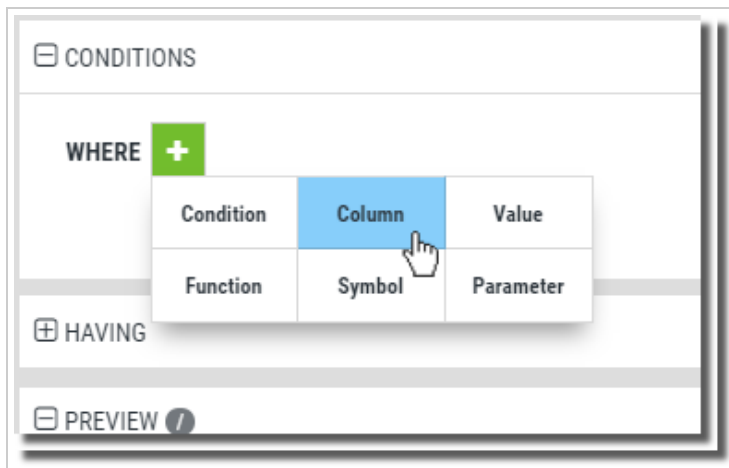 CONDITIONS
WHERE +
Condition Column Value
Function Symbol Parameter
HAVING
PREVIEW